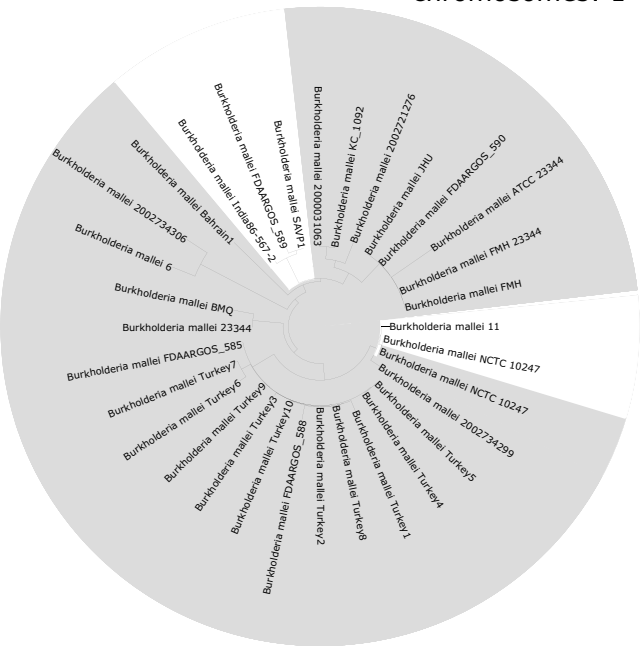 Burkholderia mallei 2000031063
Burkholderia mallei KC_1092
Burkholderia mallei 2002721276
Burkholderia mallei JHU
Burkholderia mallei FDAARGOS_590
Burkholderia mallei ATCC 23344
Burkholderia mallei FMH 23344
Burkholderia mallei FMH
Burkholderia mallei 11
Burkholderia mallei NCTC 10247
Burkholderia mallei NCTC 10247
Burkholderia mallei 2002734299
Burkholderia mallei Turkey5
Burkholderia mallei Turkey4
Burkholderia mallei Turkey1
Burkholderia mallei Turkey8
Burkholderia mallei Turkey2
Burkholderia mallei FDAARGOS_588
Burkholderia mallei Turkey10
Burkholderia mallei Turkey3
Burkholderia mallei Turkey9
Burkholderia mallei Turkey6
Burkholderia mallei Turkey7
Burkholderia mallei FDAARGOS_585
Burkholderia mallei 23344
Burkholderia mallei BMQ
Burkholderia mallei 6
Burkholderia mallei 2002734306
Burkholderia mallei Bahrain1
Burkholderia mallei India86-567-2
Burkholderia mallei FDAARGOS_589
Burkholderia mallei SAVP1